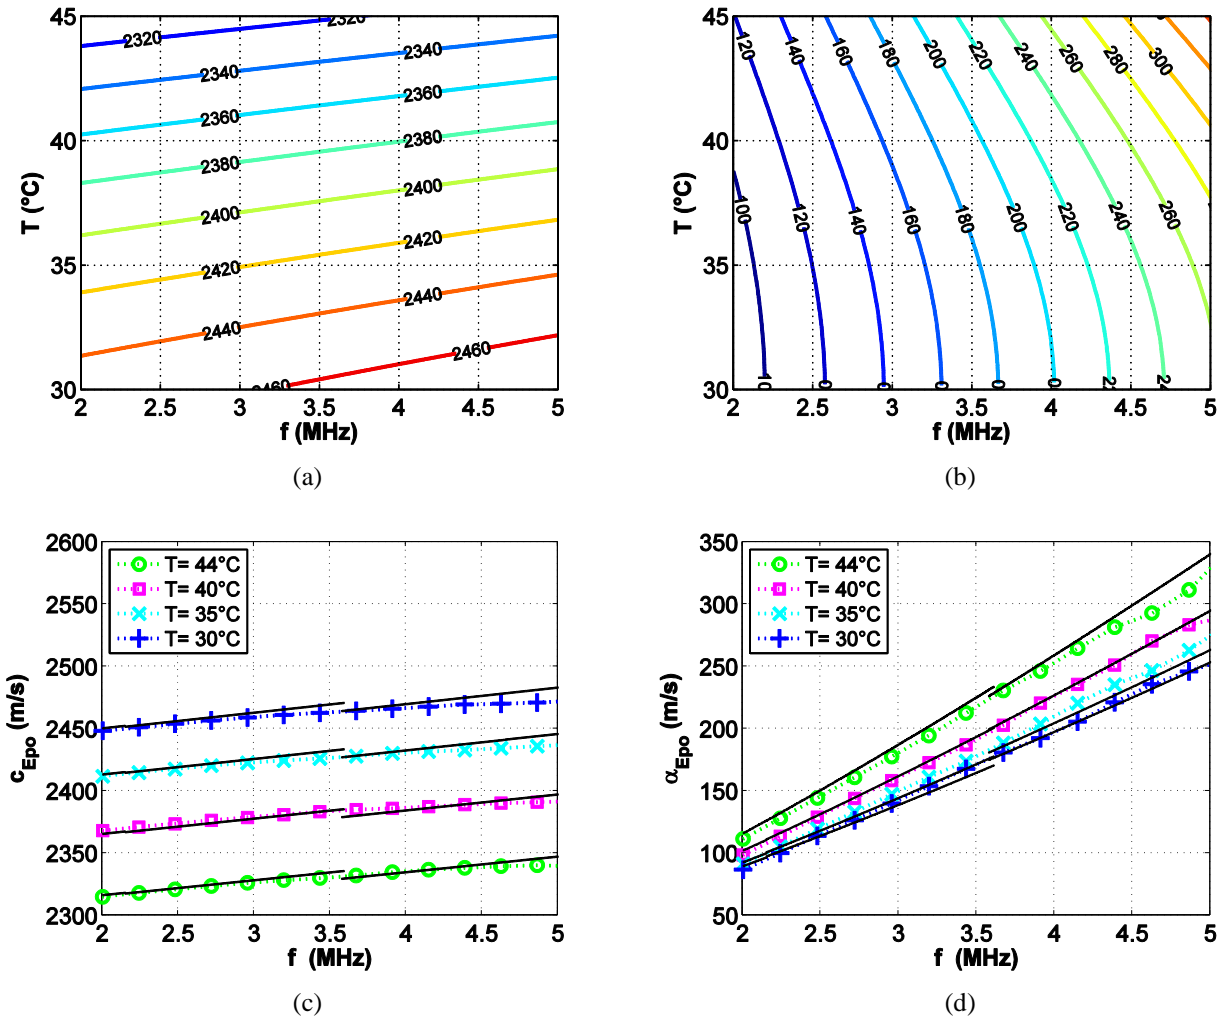 45
40
35
30
T (°C)
2320
2320
2340
2340
2360
2360
2380
2380
2400
2400
2420
2420
2440
2440
2460
2460
2 2.5 3 3.5 4 4.5 5
f (MHz)
(a)
45
40
35
30
T (°C)
120 140 160 180 200 220 240 260 280 300
100 120 140 160 180 200 220 240 260
2 2.5 3 3.5 4 4.5 5
f (MHz)
(b)
2600
2550
2500
2450
2400
2350
2300
c_Epo (m/s)
T= 44°C
T= 40°C
T= 35°C
T= 30°C
2 2.5 3 3.5 4 4.5 5
f (MHz)
(c)
350
300
250
200
150
100
50
α_Epo (m/s)
T= 44°C
T= 40°C
T= 35°C
T= 30°C
2 2.5 3 3.5 4 4.5 5
f (MHz)
(d)